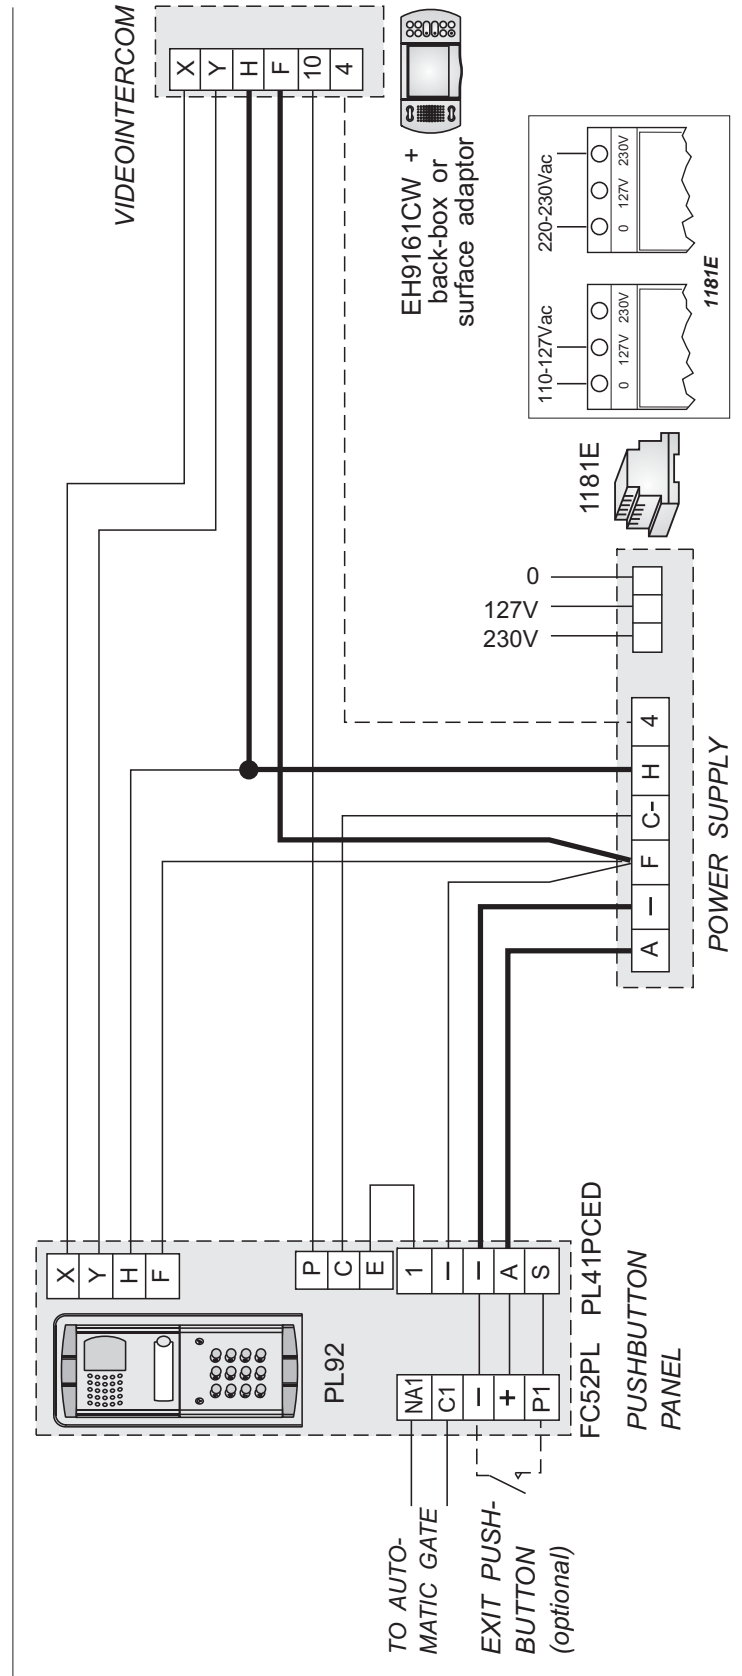 VIDEOINTERCOM
X
Y
H
F
10
4
EH9161CW +
back-box or
surface adaptor
110-127Vac
0 127V 230V
220-230Vac
0 127V 230V
1181E
1181E
0
127V
230V
A
–
F
C-
H
4
POWER SUPPLY
X
Y
H
F
P
C
E
1
–
–
A
S
PL92
NA1
C1
–
+
P1
FC52PL PL41PCED
PUSHBUTTON
PANEL
TO AUTO-
MATIC GATE
EXIT PUSH-
BUTTON
(optional)